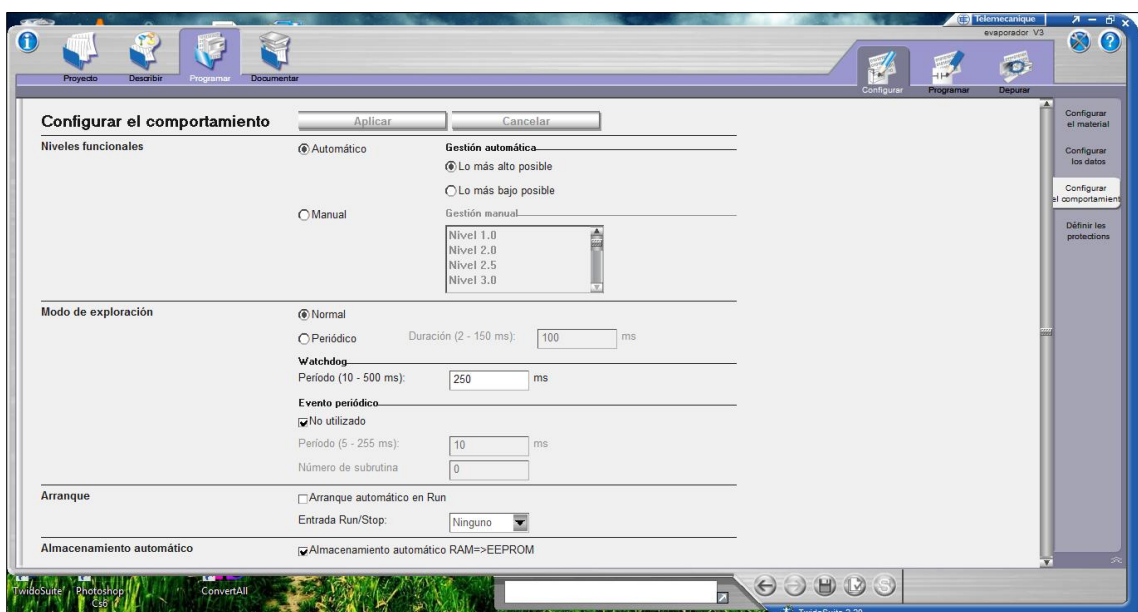 Telemecanique
evaporador V3
Proyecto
Describir
Programar
Documentar
Configurar
Programar
Depurar
Configurar el comportamiento
Aplicar
Cancelar
Niveles funcionales
Automático
Gestión automática
Lo más alto posible
Lo más bajo posible
Manual
Gestión manual
Nivel 1.0
Nivel 2.0
Nivel 2.5
Nivel 3.0
Modo de exploración
Normal
Periódico
Duración (2 - 150 ms):
100
ms
Watchdog
Período (10 - 500 ms):
250
ms
Evento periódico
No utilizado
Período (5 - 255 ms):
10
ms
Número de subrutina
0
Arranque
Arranque automático en Run
Entrada Run/Stop:
Ninguno
Almacenamiento automático
Almacenamiento automático RAM=>EEPROM
Configurar
el material
Configurar
los datos
Configurar
el comportamient
Définir les
protections
TwidoSuite
Photoshop
Cs6
ConvertAll